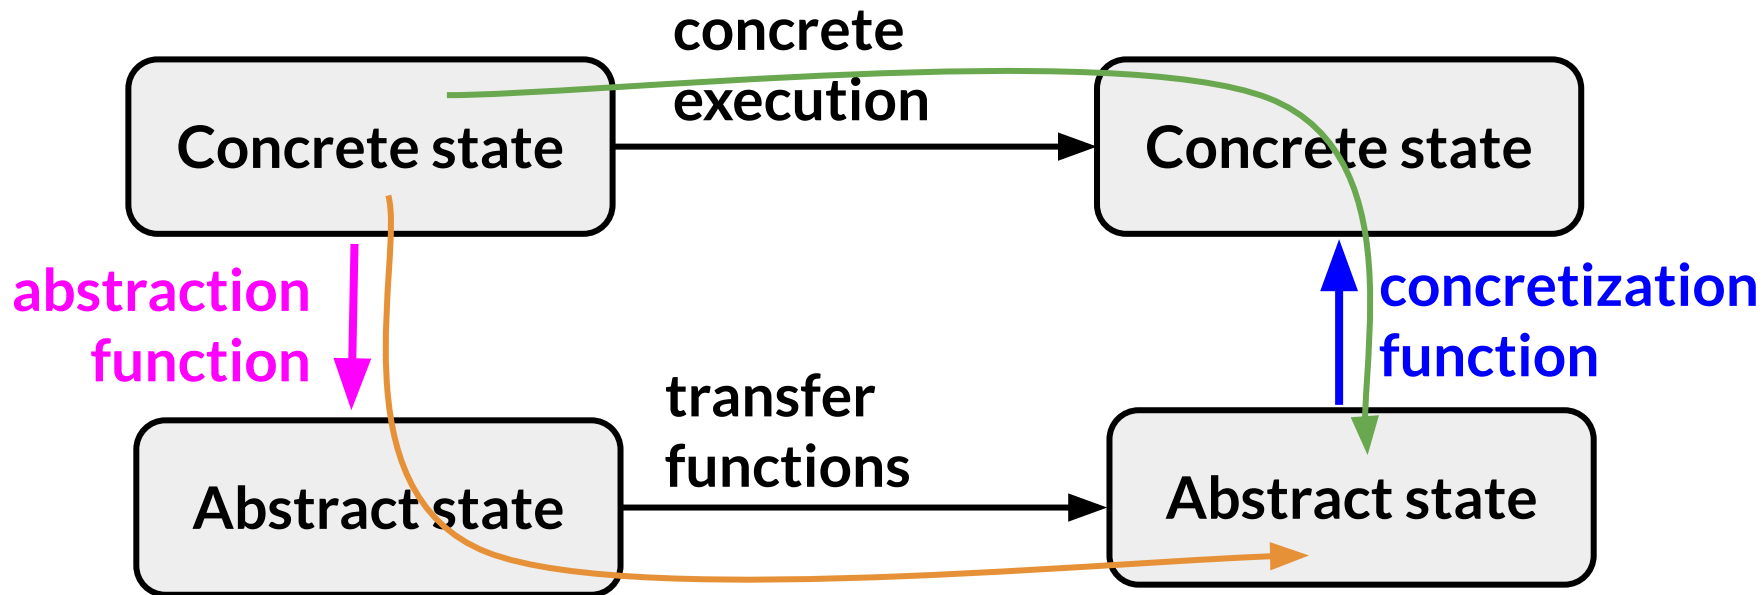 concrete
execution
Concrete state
Concrete state
abstraction
function
concretization
function
transfer
functions
Abstract state
Abstract state